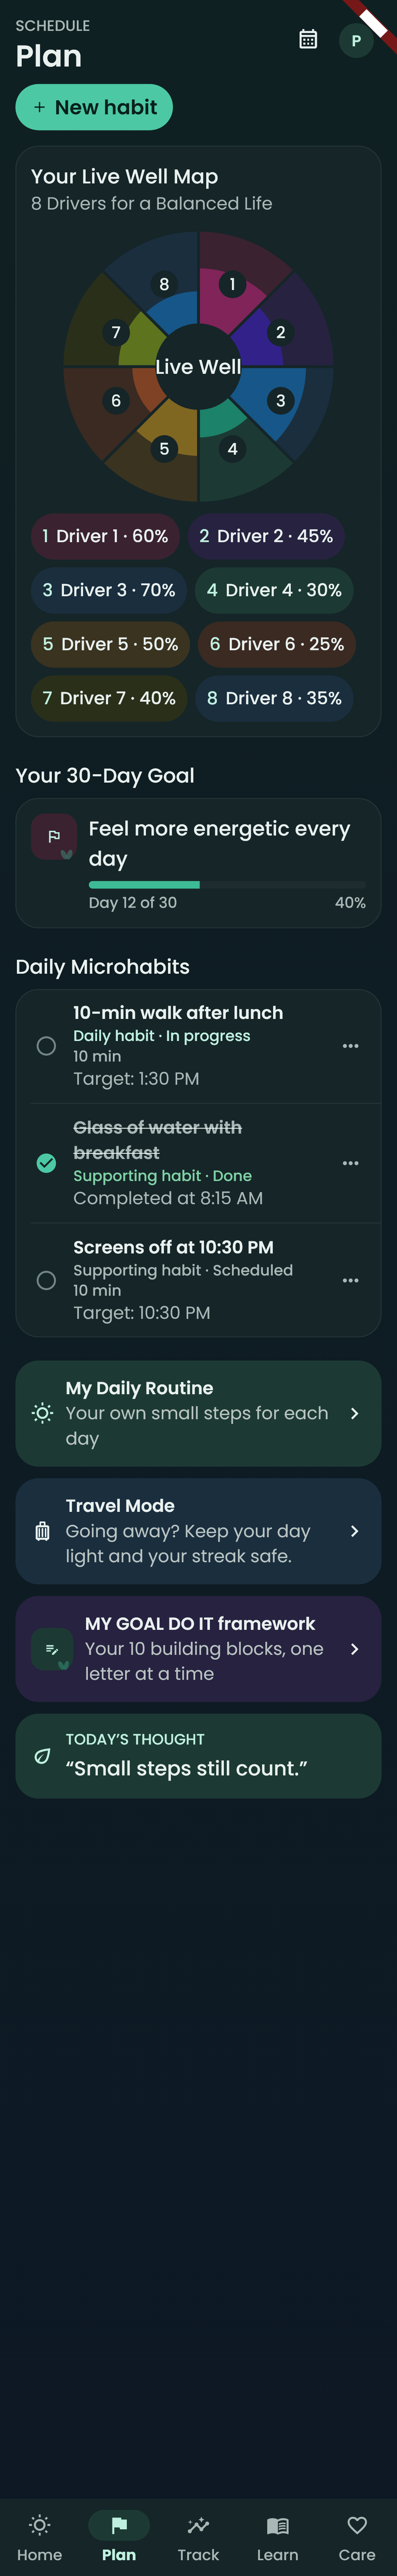 SCHEDULE
Plan
P
+ New habit
Your Live Well Map
8 Drivers for a Balanced Life
8
1
7
2
Live Well
6
3
5
4
1 Driver 1 · 60%
2 Driver 2 · 45%
3 Driver 3 · 70%
4 Driver 4 · 30%
5 Driver 5 · 50%
6 Driver 6 · 25%
7 Driver 7 · 40%
8 Driver 8 · 35%
Your 30-Day Goal
Feel more energetic every
day
Day 12 of 30
40%
Daily Microhabits
10-min walk after lunch
Daily habit · In progress
10 min
Target: 1:30 PM
Glass of water with
breakfast
Supporting habit · Done
Completed at 8:15 AM
Screens off at 10:30 PM
Supporting habit · Scheduled
10 min
Target: 10:30 PM
My Daily Routine
Your own small steps for each
day
Travel Mode
Going away? Keep your day
light and your streak safe.
MY GOAL DO IT framework
Your 10 building blocks, one
letter at a time
TODAY'S THOUGHT
“Small steps still count.”
Home
Plan
Track
Learn
Care